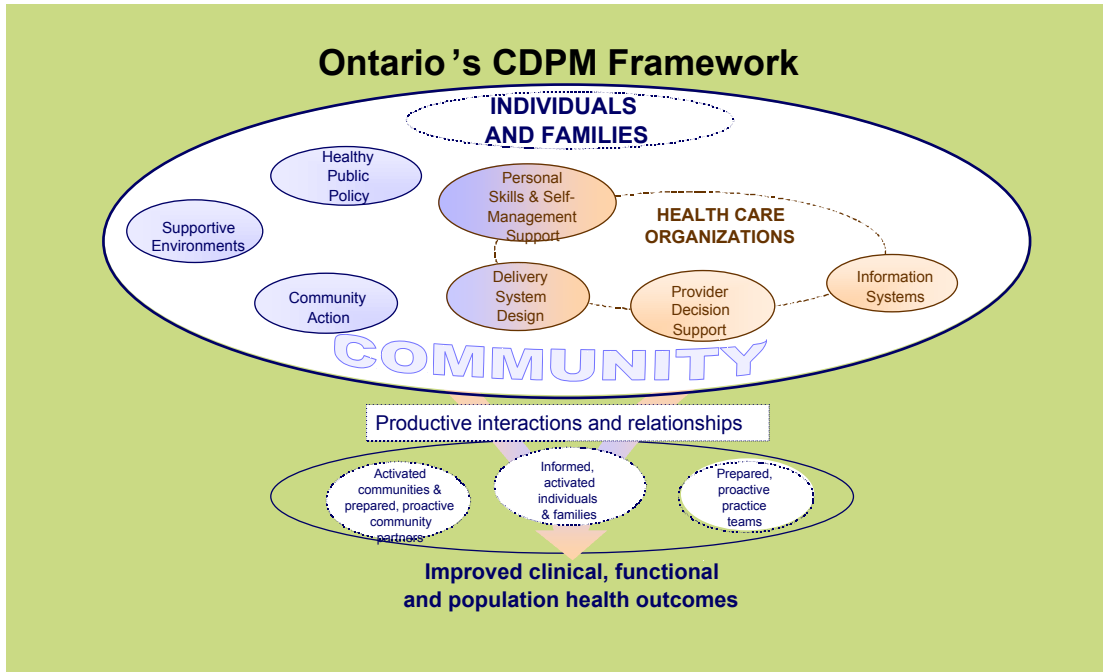 Ontario ’s CDPM Framework
INDIVIDUALS
AND FAMILIES
Healthy
Public
Policy
Personal
Skills & Self-
Management
Support
HEALTH CARE
ORGANIZATIONS
Supportive
Environments
Community
Action
Delivery
System
Design
Provider
Decision
Support
Information
Systems
COMMUNITY
Productive interactions and relationships
Activated
communities &
prepared, proactive
community
partners
Informed,
activated
individuals
& families
Prepared,
proactive
practice
teams
Improved clinical, functional
and population health outcomes